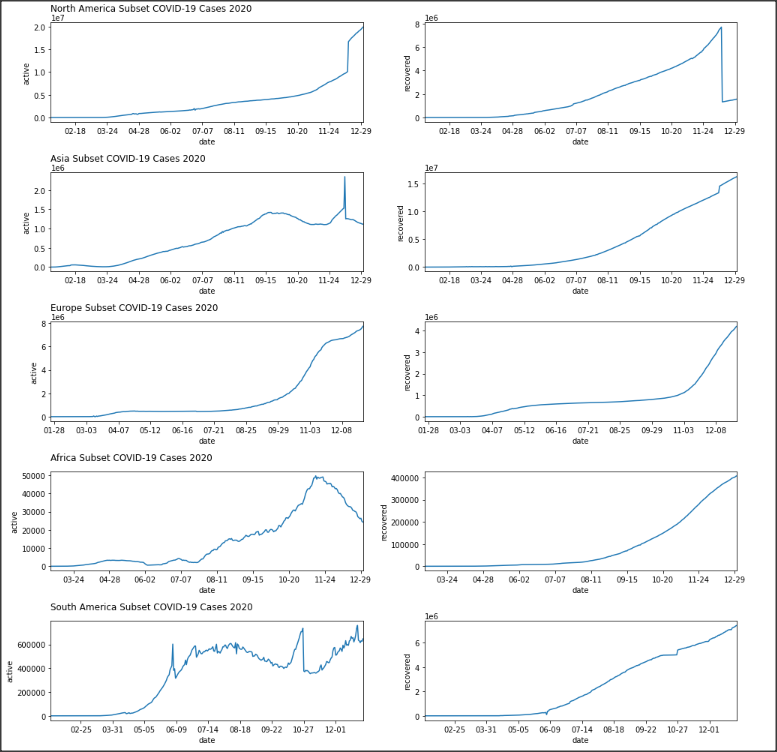 North America Subset COVID-19 Cases 2020
1e7
2.0
1.5
1.0
0.5
0.0
active
02-18 03-24 04-28 06-02 07-07 08-11 09-15 10-20 11-24 12-29
date
1e6
8
6
4
2
0
recovered
02-18 03-24 04-28 06-02 07-07 08-11 09-15 10-20 11-24 12-29
date
Asia Subset COVID-19 Cases 2020
1e6
2.0
1.5
1.0
0.5
0.0
active
02-18 03-24 04-28 06-02 07-07 08-11 09-15 10-20 11-24 12-29
date
1e7
1.5
1.0
0.5
0.0
recovered
02-18 03-24 04-28 06-02 07-07 08-11 09-15 10-20 11-24 12-29
date
Europe Subset COVID-19 Cases 2020
1e6
8
6
4
2
0
active
01-28 03-03 04-07 05-12 06-16 07-21 08-25 09-29 11-03 12-08
date
1e6
4
3
2
1
0
recovered
01-28 03-03 04-07 05-12 06-16 07-21 08-25 09-29 11-03 12-08
date
Africa Subset COVID-19 Cases 2020
50000
40000
30000
20000
10000
0
active
03-24 04-28 06-02 07-07 08-11 09-15 10-20 11-24 12-29
date
400000
300000
200000
100000
0
recovered
03-24 04-28 06-02 07-07 08-11 09-15 10-20 11-24 12-29
date
South America Subset COVID-19 Cases 2020
600000
400000
200000
0
active
02-25 03-31 05-05 06-09 07-14 08-18 09-22 10-27 12-01
date
1e6
6
4
2
0
recovered
02-25 03-31 05-05 06-09 07-14 08-18 09-22 10-27 12-01
date